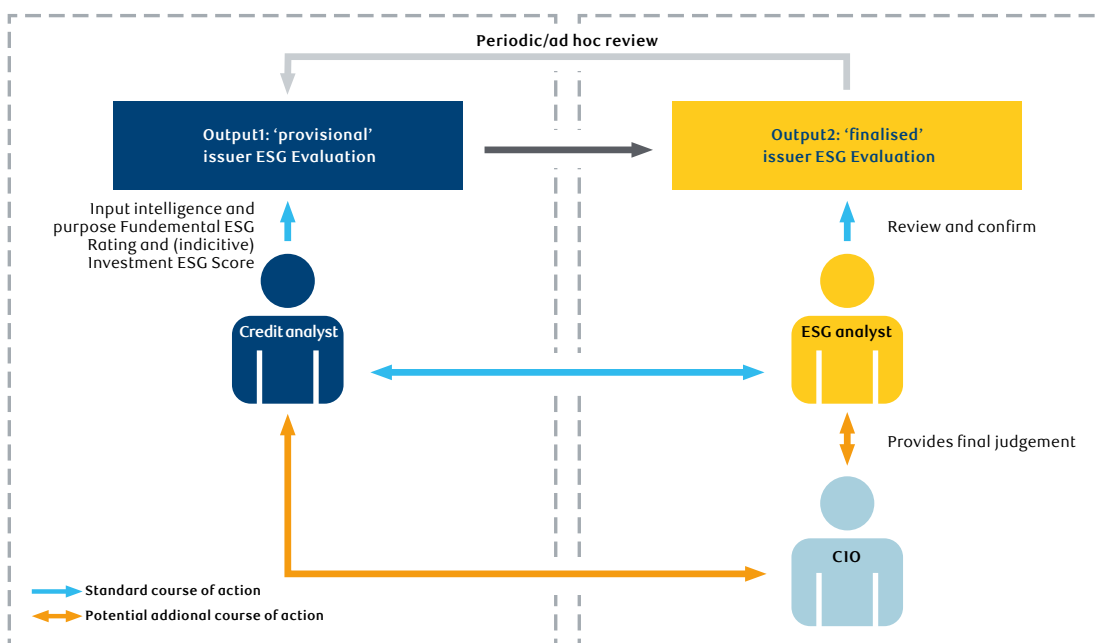 Periodic/ad hoc review
Output1: ‘provisional’
issuer ESG Evaluation
Output2: ‘finalised’
issuer ESG Evaluation
Input intelligence and
purpose Fundemental ESG
Rating and (indicitive)
Investment ESG Score
Review and confirm
Credit analyst
ESG analyst
Provides final judgement
CIO
Standard course of action
Potential addional course of action